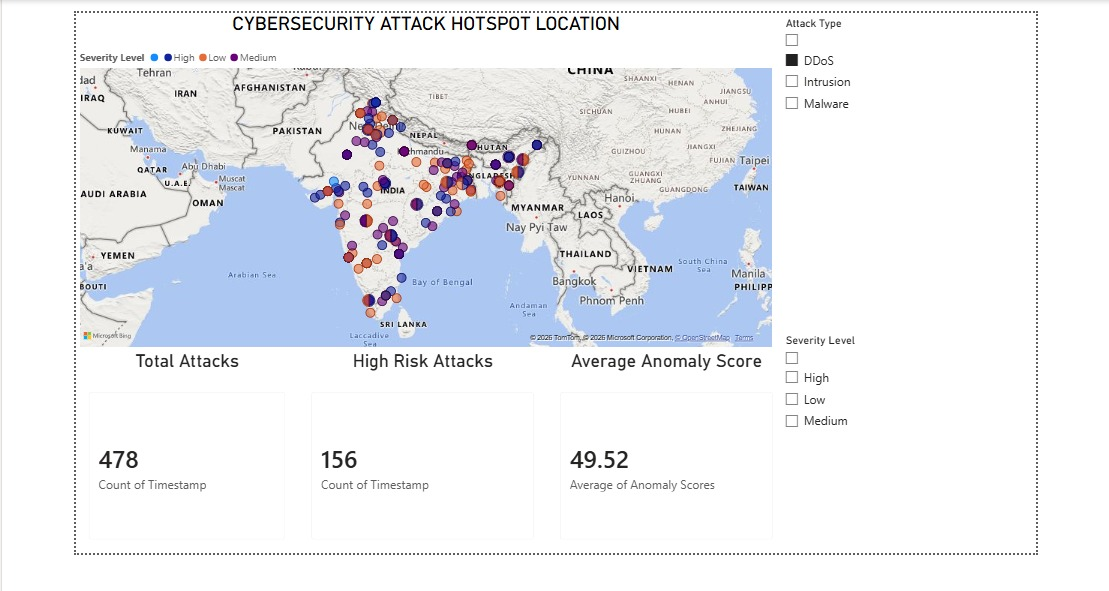 CYBERSECURITY ATTACK HOTSPOT LOCATION
Severity Level High Low Medium
CHINA
Tehran
IRAQ
IRAN
AFGHANISTAN
TIBET
SHAANXI
HENAN
JIANGSU
ANHUI
SICHUAN
HUBEI
KUWAIT
PAKISTAN
NEPAL
HUNAN
ZHEJIANG
Manama
QATAR
Abu Dhabi
U.A.E.
Muscat
Muscat
GUIZHOU
JIANGXI
FUJIAN
Taipei
AUDI ARABIA
OMAN
INDIA
YUNNAN
GUANGXI
ZHUANG
GUANGDONG
TAIWAN
Hanoi
MYANMAR
LAOS
Nay Pyi Taw
YEMEN
THAILAND
VIETNAM
Arabian Sea
Bay of Bengal
Bangkok
South China
Sea
Manila
PHILIPP
BOUTI
Phnom Penh
Andaman
Sea
SRI LANKA
Laccadive
Sea
Microsoft Bing
© 2026 TomTom, © 2026 Microsoft Corporation, © OpenStreetMap Terms
Total Attacks
High Risk Attacks
Average Anomaly Score
478
Count of Timestamp
156
Count of Timestamp
49.52
Average of Anomaly Scores
Attack Type
DDoS
Intrusion
Malware
Severity Level
High
Low
Medium